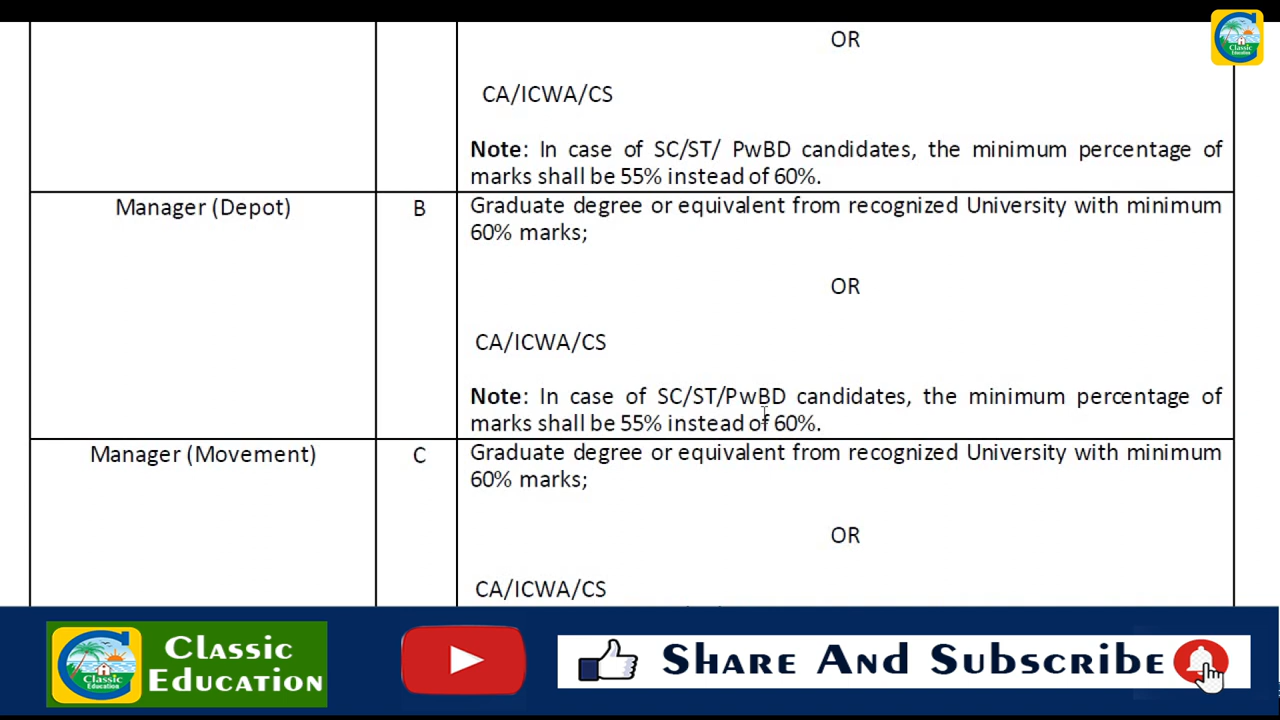 OR
CA/ICWA/CS
Note: In case of SC/ST/ PwBD candidates, the minimum percentage of
marks shall be 55% instead of 60%.
Manager (Depot)
B
Graduate degree or equivalent from recognized University with minimum
60% marks;
OR
CA/ICWA/CS
Note: In case of SC/ST/PwBD candidates, the minimum percentage of
marks shall be 55% instead of 60%.
Manager (Movement)
C
Graduate degree or equivalent from recognized University with minimum
60% marks;
OR
CA/ICWA/CS
Classic
Education
Classic
Education
Classic
Education
Share And Subscribe